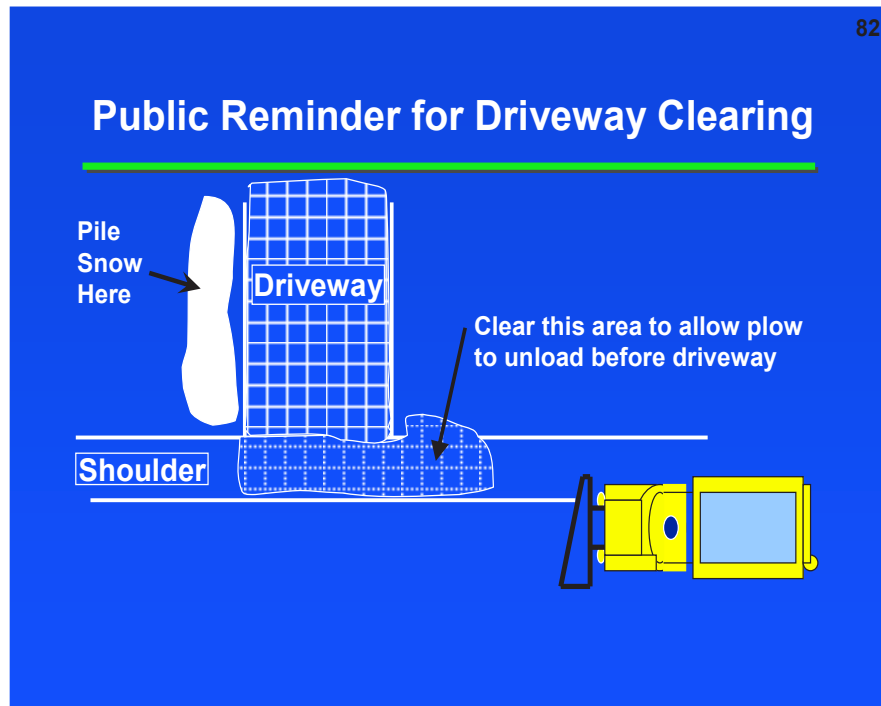 82
Public Reminder for Driveway Clearing
Pile
Snow
Here
Driveway
Clear this area to allow plow
to unload before driveway
Shoulder